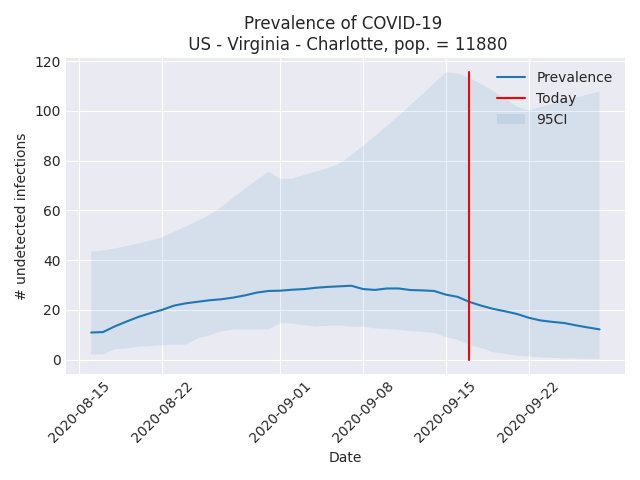 Prevalence of COVID-19
US - Virginia - Charlotte, pop. = 11880
# undetected infections
120
100
80
60
40
20
0
Prevalence
Today
95CI
2020-08-15
2020-08-22
2020-09-01
2020-09-08
2020-09-15
2020-09-22
Date